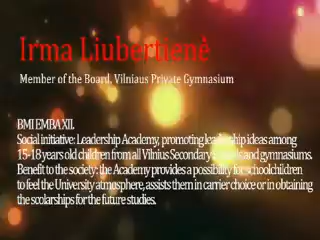 Irma Liubertienė
Member of the Board, Vilniaus Private Gymnasium
BMI EMBA XII.
Social initiative: Leadership Academy, promoting leadership ideas among
15-18 years old children from all Vilnius Secondary schools and gymnasiums.
Benefit to the society: the Academy provides a possibility for schoolchildren
to feel the University atmosphere, assists them in carrier choice or in obtaining
the scolarships for the future studies.